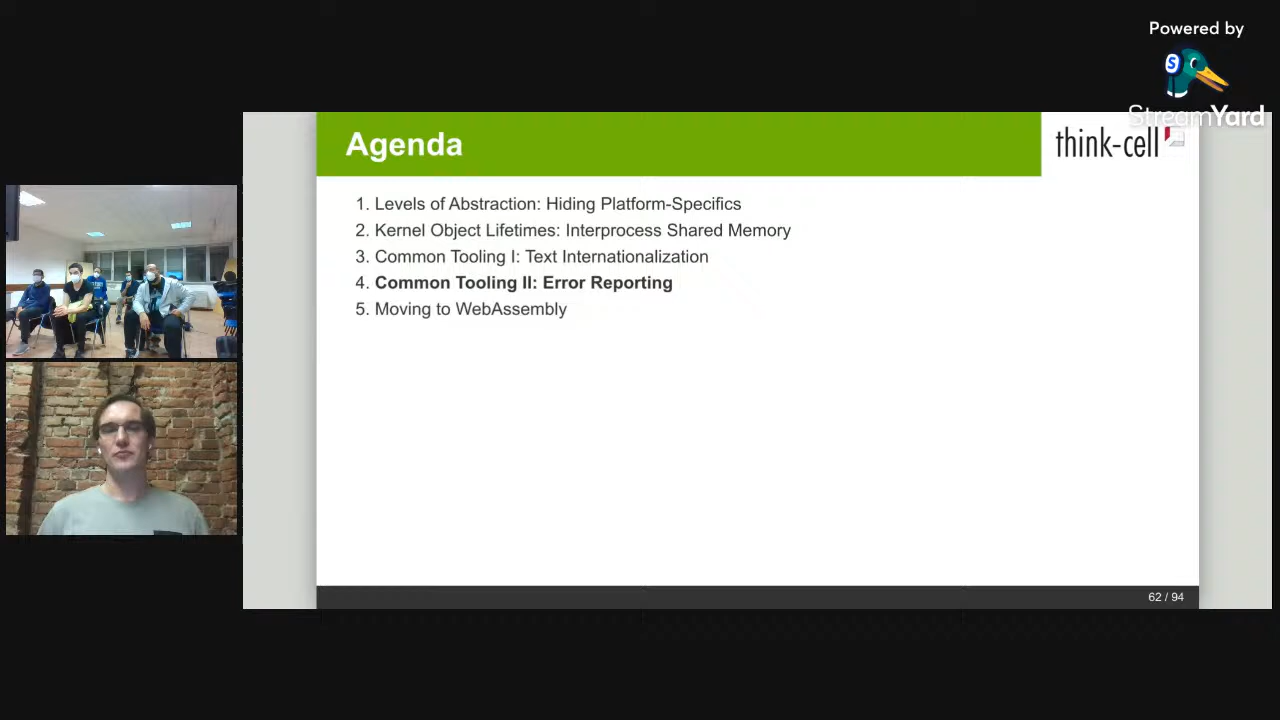 Powered by
S
StreamYard
Agenda
think-cell
1. Levels of Abstraction: Hiding Platform-Specifics
2. Kernel Object Lifetimes: Interprocess Shared Memory
3. Common Tooling I: Text Internationalization
4. Common Tooling II: Error Reporting
5. Moving to WebAssembly
62 / 94